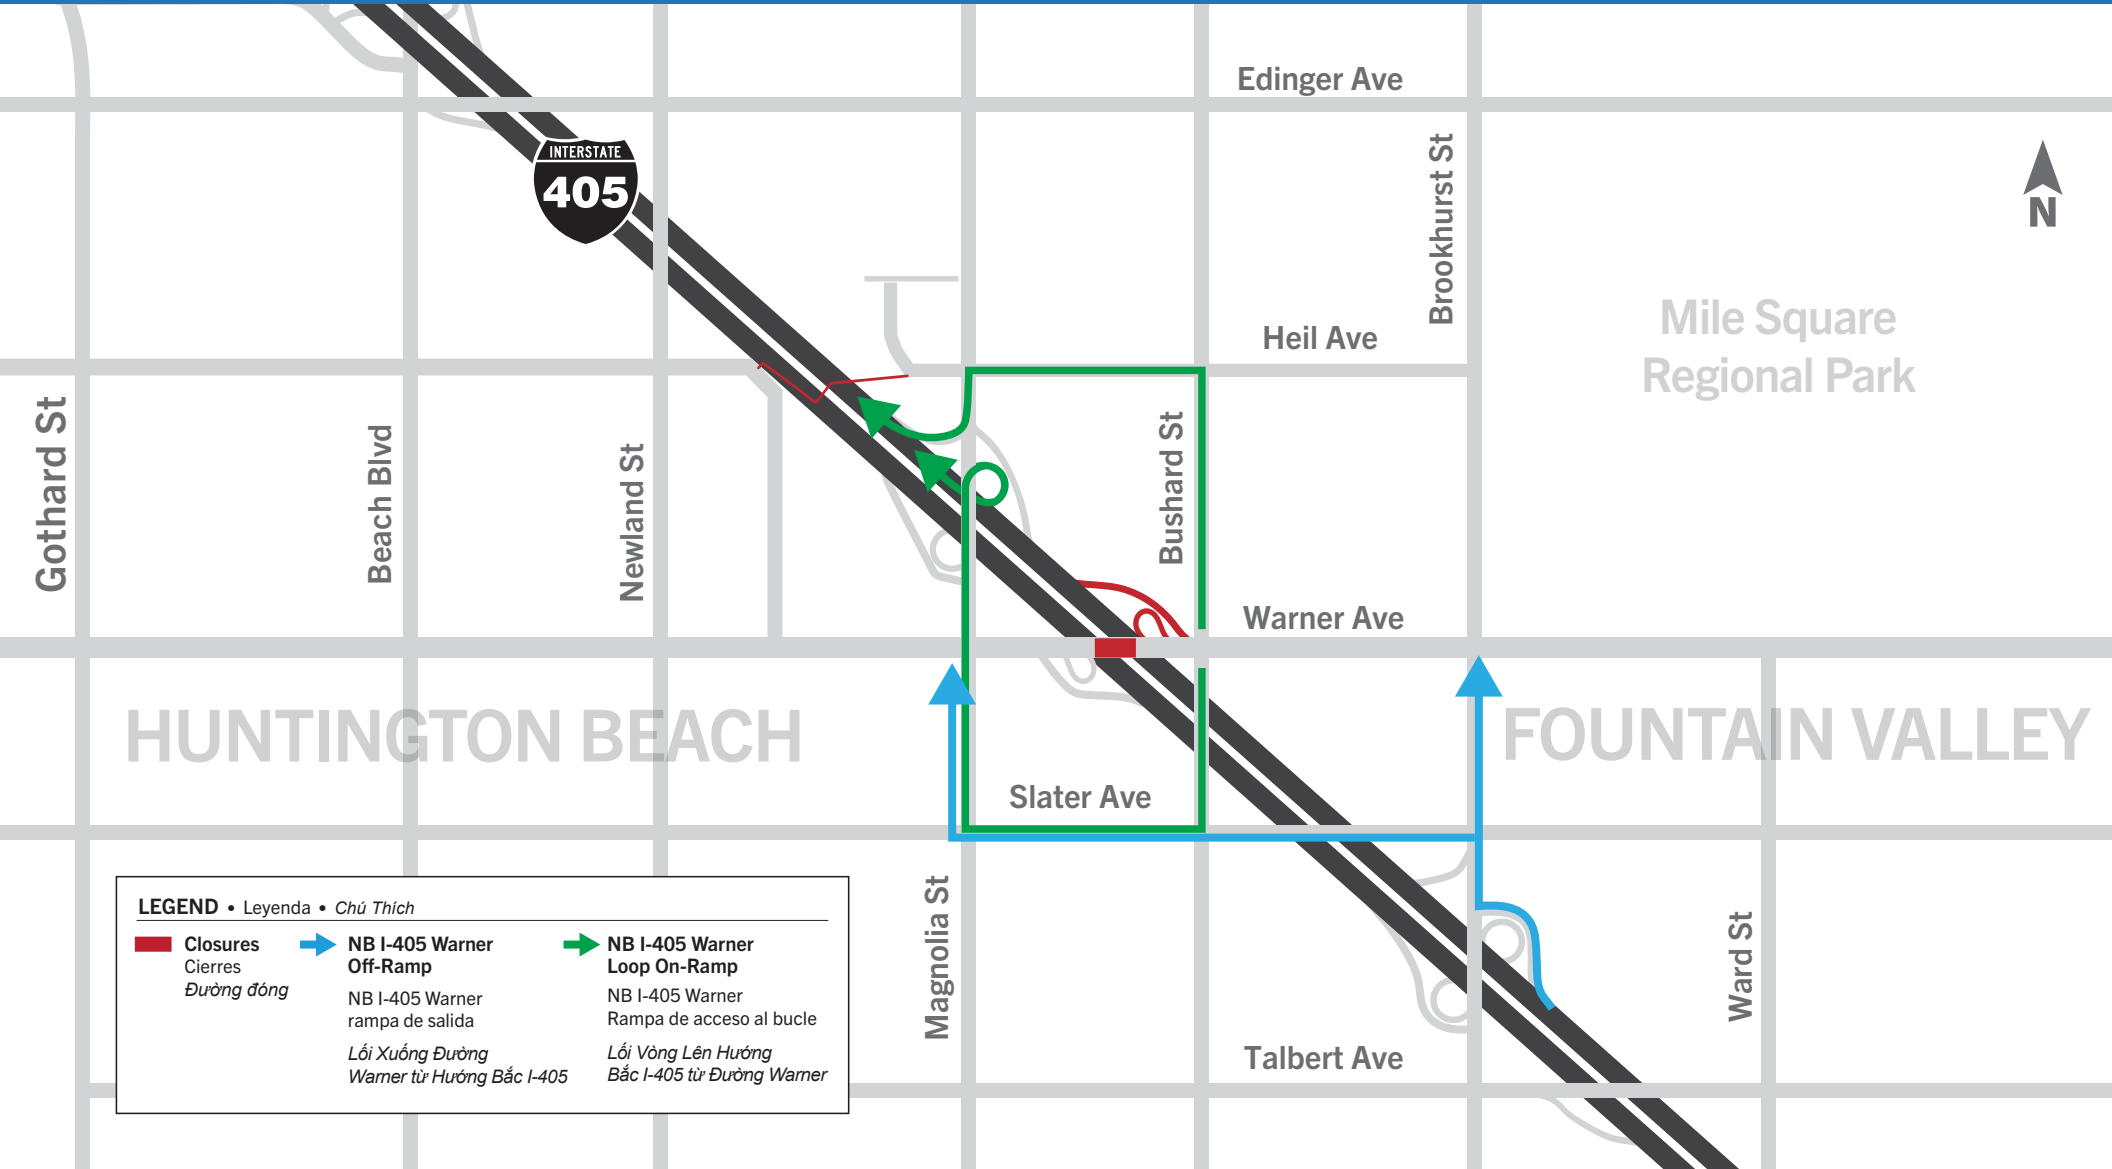 Edinger Ave
INTERSTATE
405
Brookhurst St
N
Mile Square
Regional Park
Heil Ave
Gothard St
Beach Blvd
Newland St
Bushard St
Warner Ave
HUNTINGTON BEACH
FOUNTAIN VALLEY
Slater Ave
Magnolia St
Ward St
Talbert Ave
LEGEND • Leyenda • Chú Thích
Closures
Cierres
Đường đóng
NB I-405 Warner
Off-Ramp
NB I-405 Warner
rampa de salida
Lối Xuống Đường
Warner từ Hướng Bắc I-405
NB I-405 Warner
Loop On-Ramp
NB I-405 Warner
Rampa de acceso al bucle
Lối Vòng Lên Hướng
Bắc I-405 từ Đường Warner